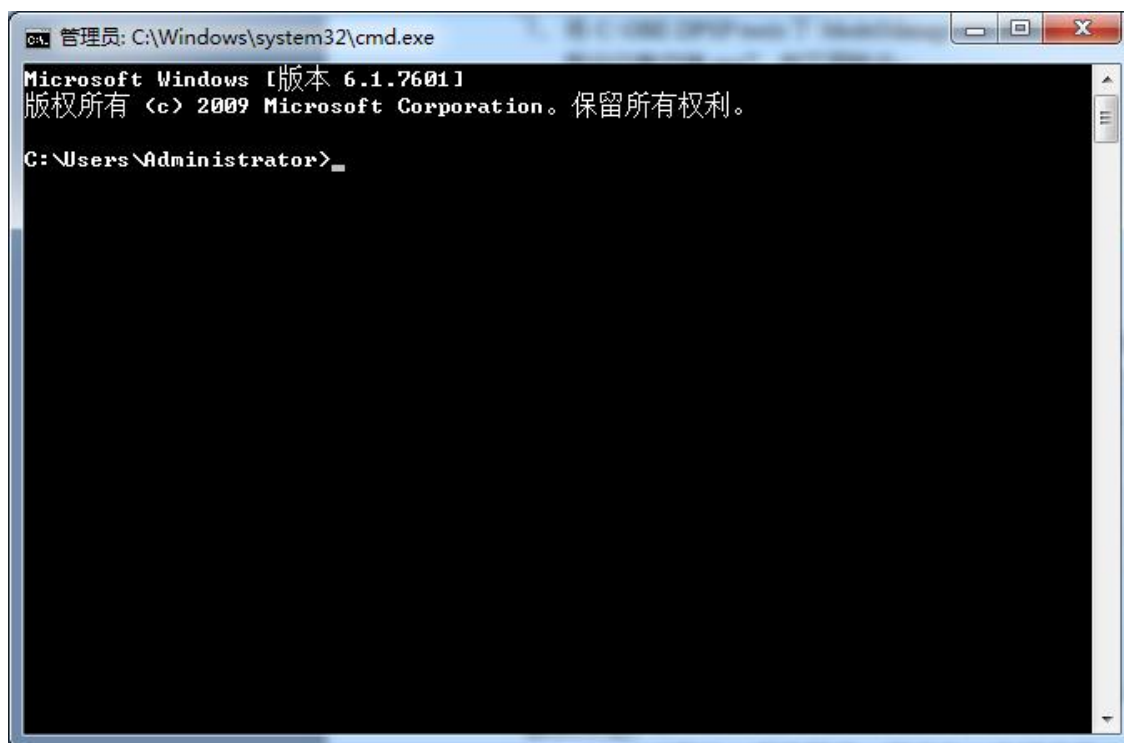 管理员: C:\Windows\system32\cmd.exe
Microsoft Windows [版本 6.1.7601]
版权所有 (c) 2009 Microsoft Corporation。保留所有权利。
C:\Users\Administrator>_